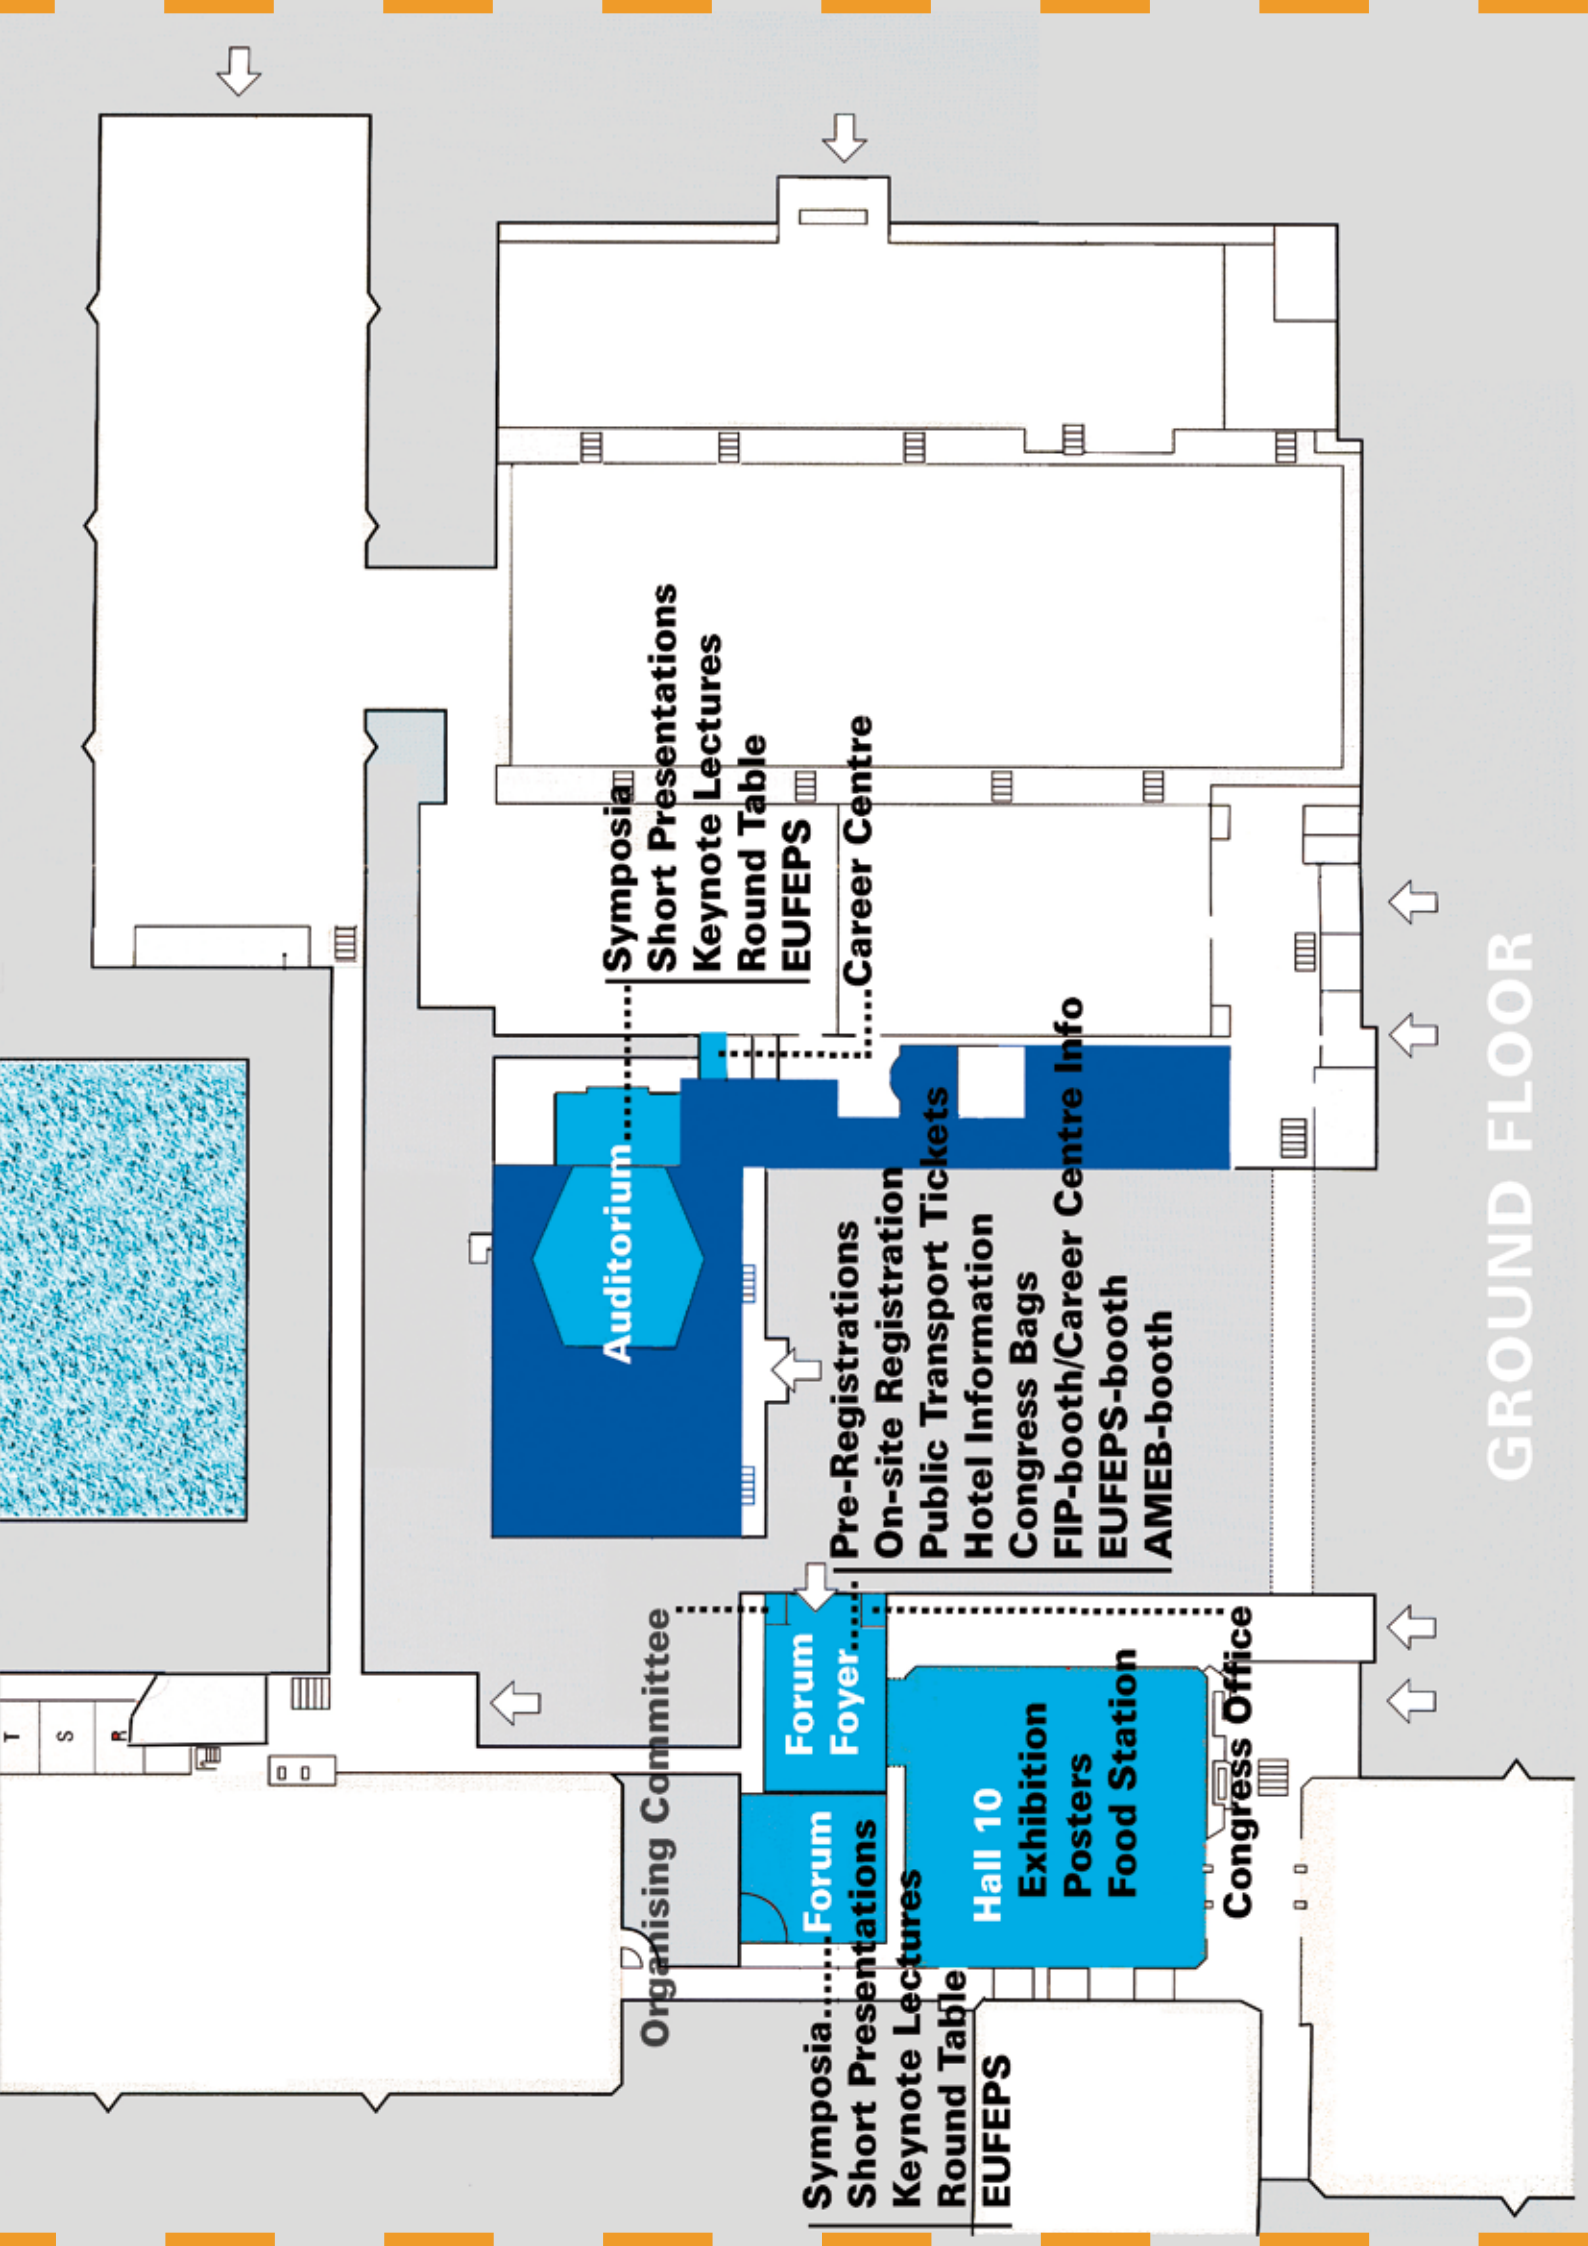 Symposia
Short Presentations
Keynote Lectures
Round Table
EUFEPS
Career Centre
Auditorium
Pre-Registrations
On-site Registration
Public Transport Tickets
Hotel Information
Congress Bags
FIP-booth/Career Centre Info
EUFEPS-booth
AMEB-booth
Organising Committee
Forum
Foyer
Forum
Symposia
Short Presentations
Keynote Lectures
Round Table
EUFEPS
Hall 10
Exhibition
Posters
Food Station
Congress Office
T
S
R
GROUND FLOOR